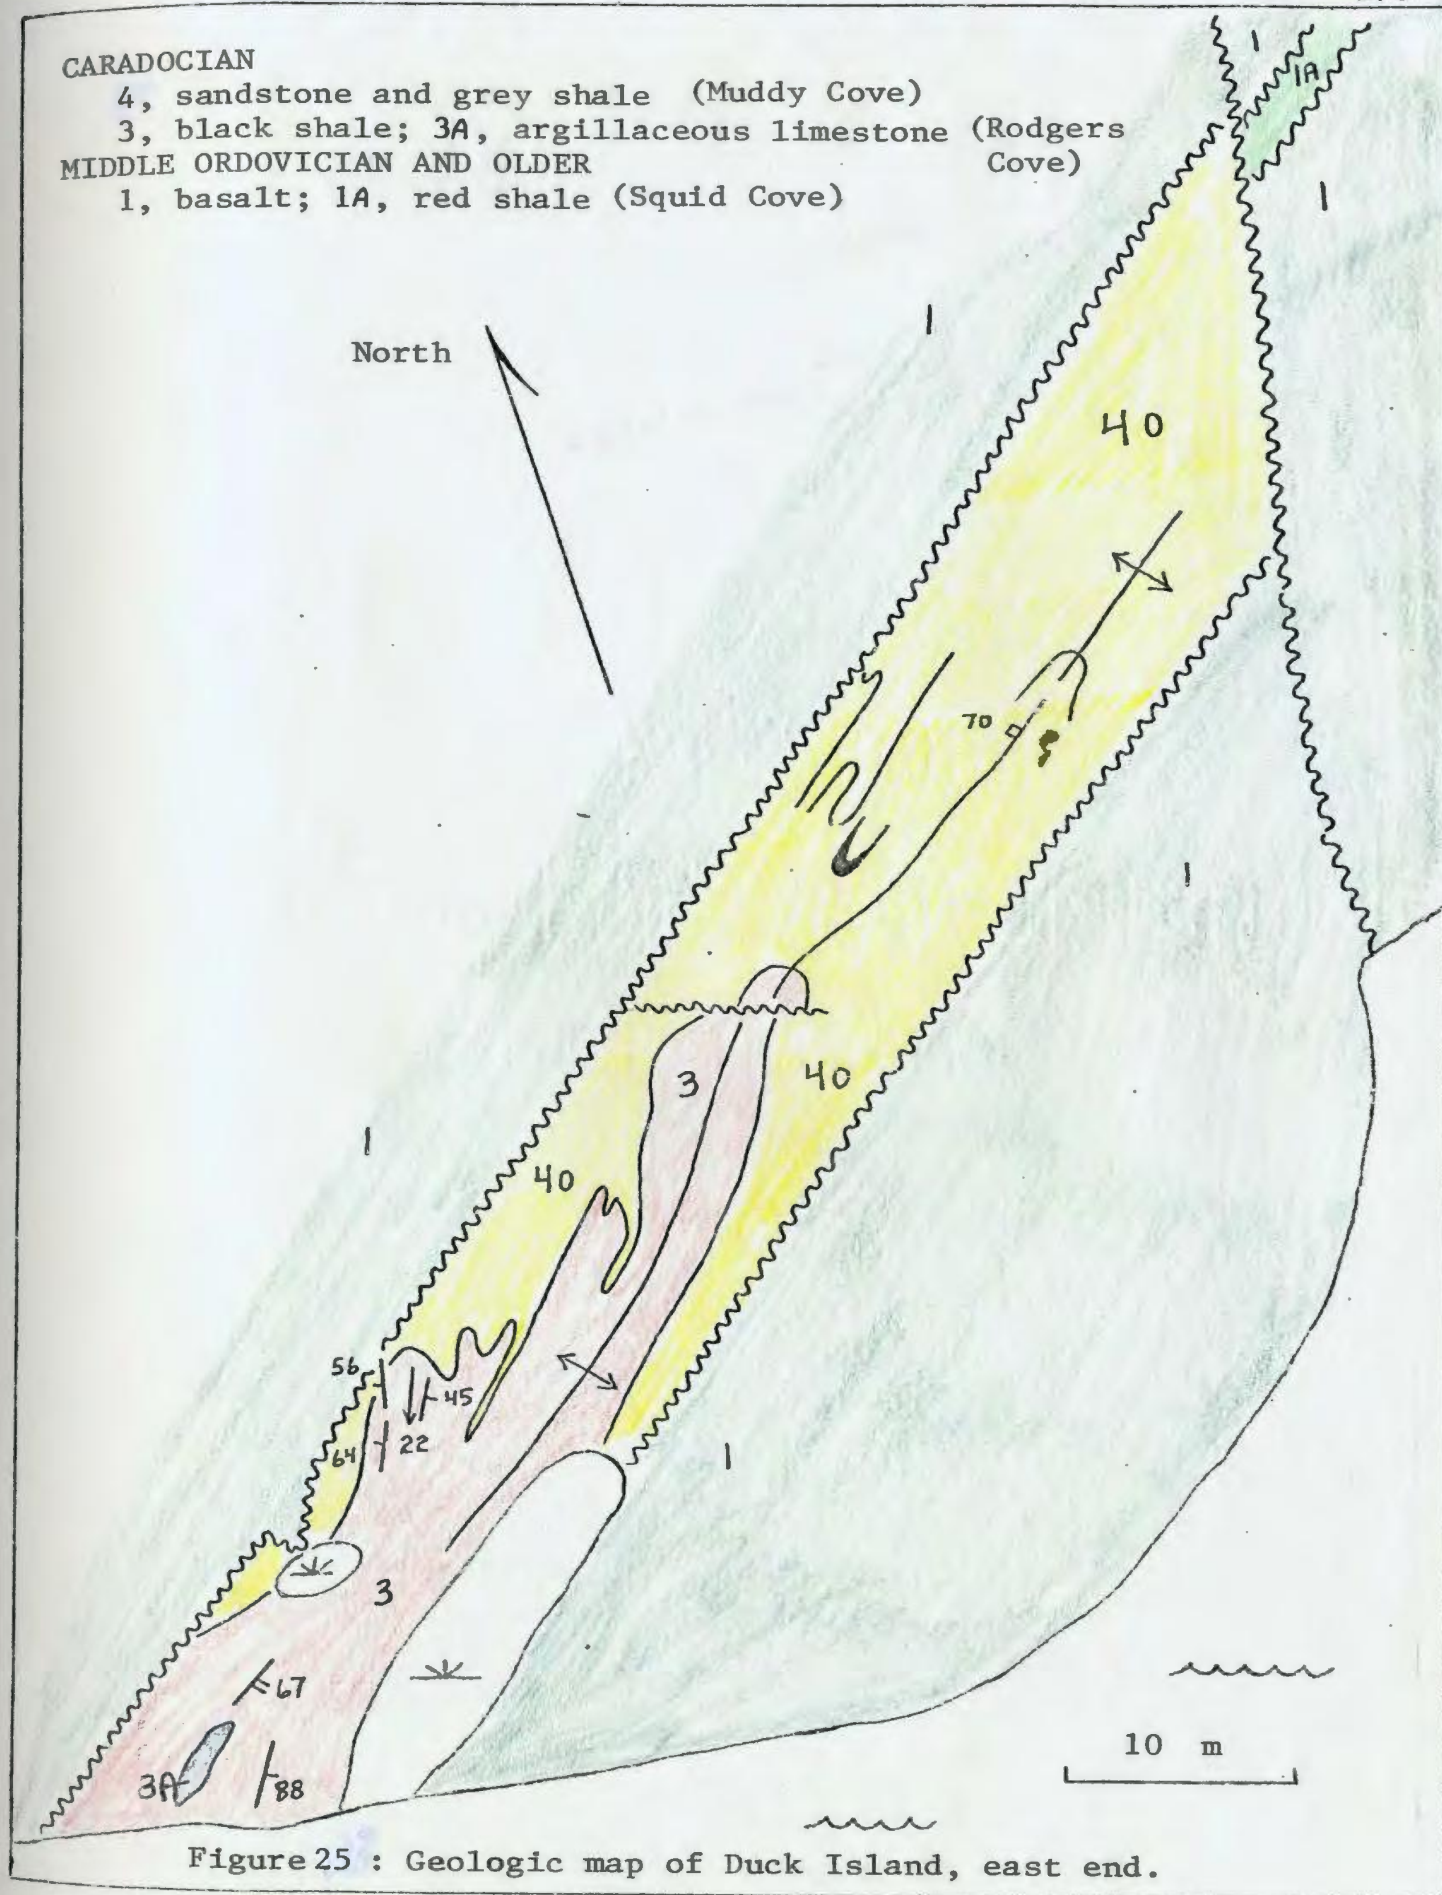 CARADOCIAN
4, sandstone and grey shale (Muddy Cove)
3, black shale; 3A, argillaceous limestone (Rodgers
Cove)
MIDDLE ORDOVICIAN AND OLDER
1, basalt; 1A, red shale (Squid Cove)
1
1A
1
1
North
40
70
1
3
40
1
40
56
45
22
64
1
3
67
3A
88
10 m
Figure 25 : Geologic map of Duck Island, east end.